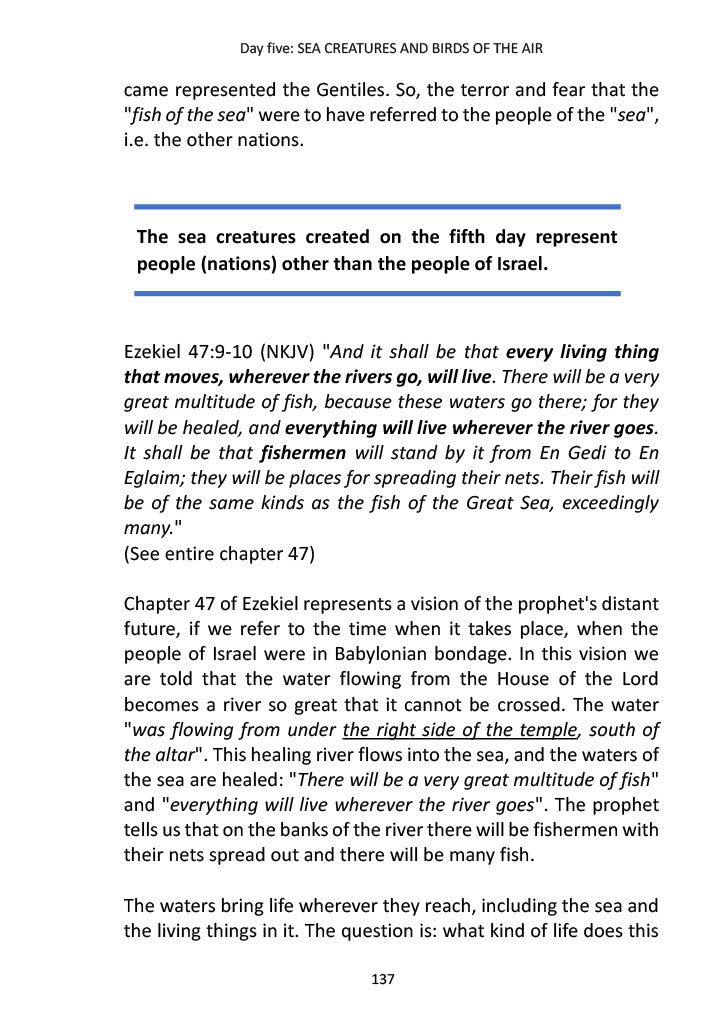 Day five: SEA CREATURES AND BIRDS OF THE AIR
came represented the Gentiles. So, the terror and fear that the
"fish of the sea" were to have referred to the people of the "sea",
i.e. the other nations.
The sea creatures created on the fifth day represent
people (nations) other than the people of Israel.
Ezekiel 47:9-10 (NKJV) "And it shall be that every living thing
that moves, wherever the rivers go, will live. There will be a very
great multitude of fish, because these waters go there; for they
will be healed, and everything will live wherever the river goes.
It shall be that fishermen will stand by it from En Gedi to En
Eglaim; they will be places for spreading their nets. Their fish will
be of the same kinds as the fish of the Great Sea, exceedingly
many."
(See entire chapter 47)
Chapter 47 of Ezekiel represents a vision of the prophet's distant
future, if we refer to the time when it takes place, when the
people of Israel were in Babylonian bondage. In this vision we
are told that the water flowing from the House of the Lord
becomes a river so great that it cannot be crossed. The water
"was flowing from under the right side of the temple, south of
the altar". This healing river flows into the sea, and the waters of
the sea are healed: "There will be a very great multitude of fish"
and "everything will live wherever the river goes". The prophet
tells us that on the banks of the river there will be fishermen with
their nets spread out and there will be many fish.
The waters bring life wherever they reach, including the sea and
the living things in it. The question is: what kind of life does this
137